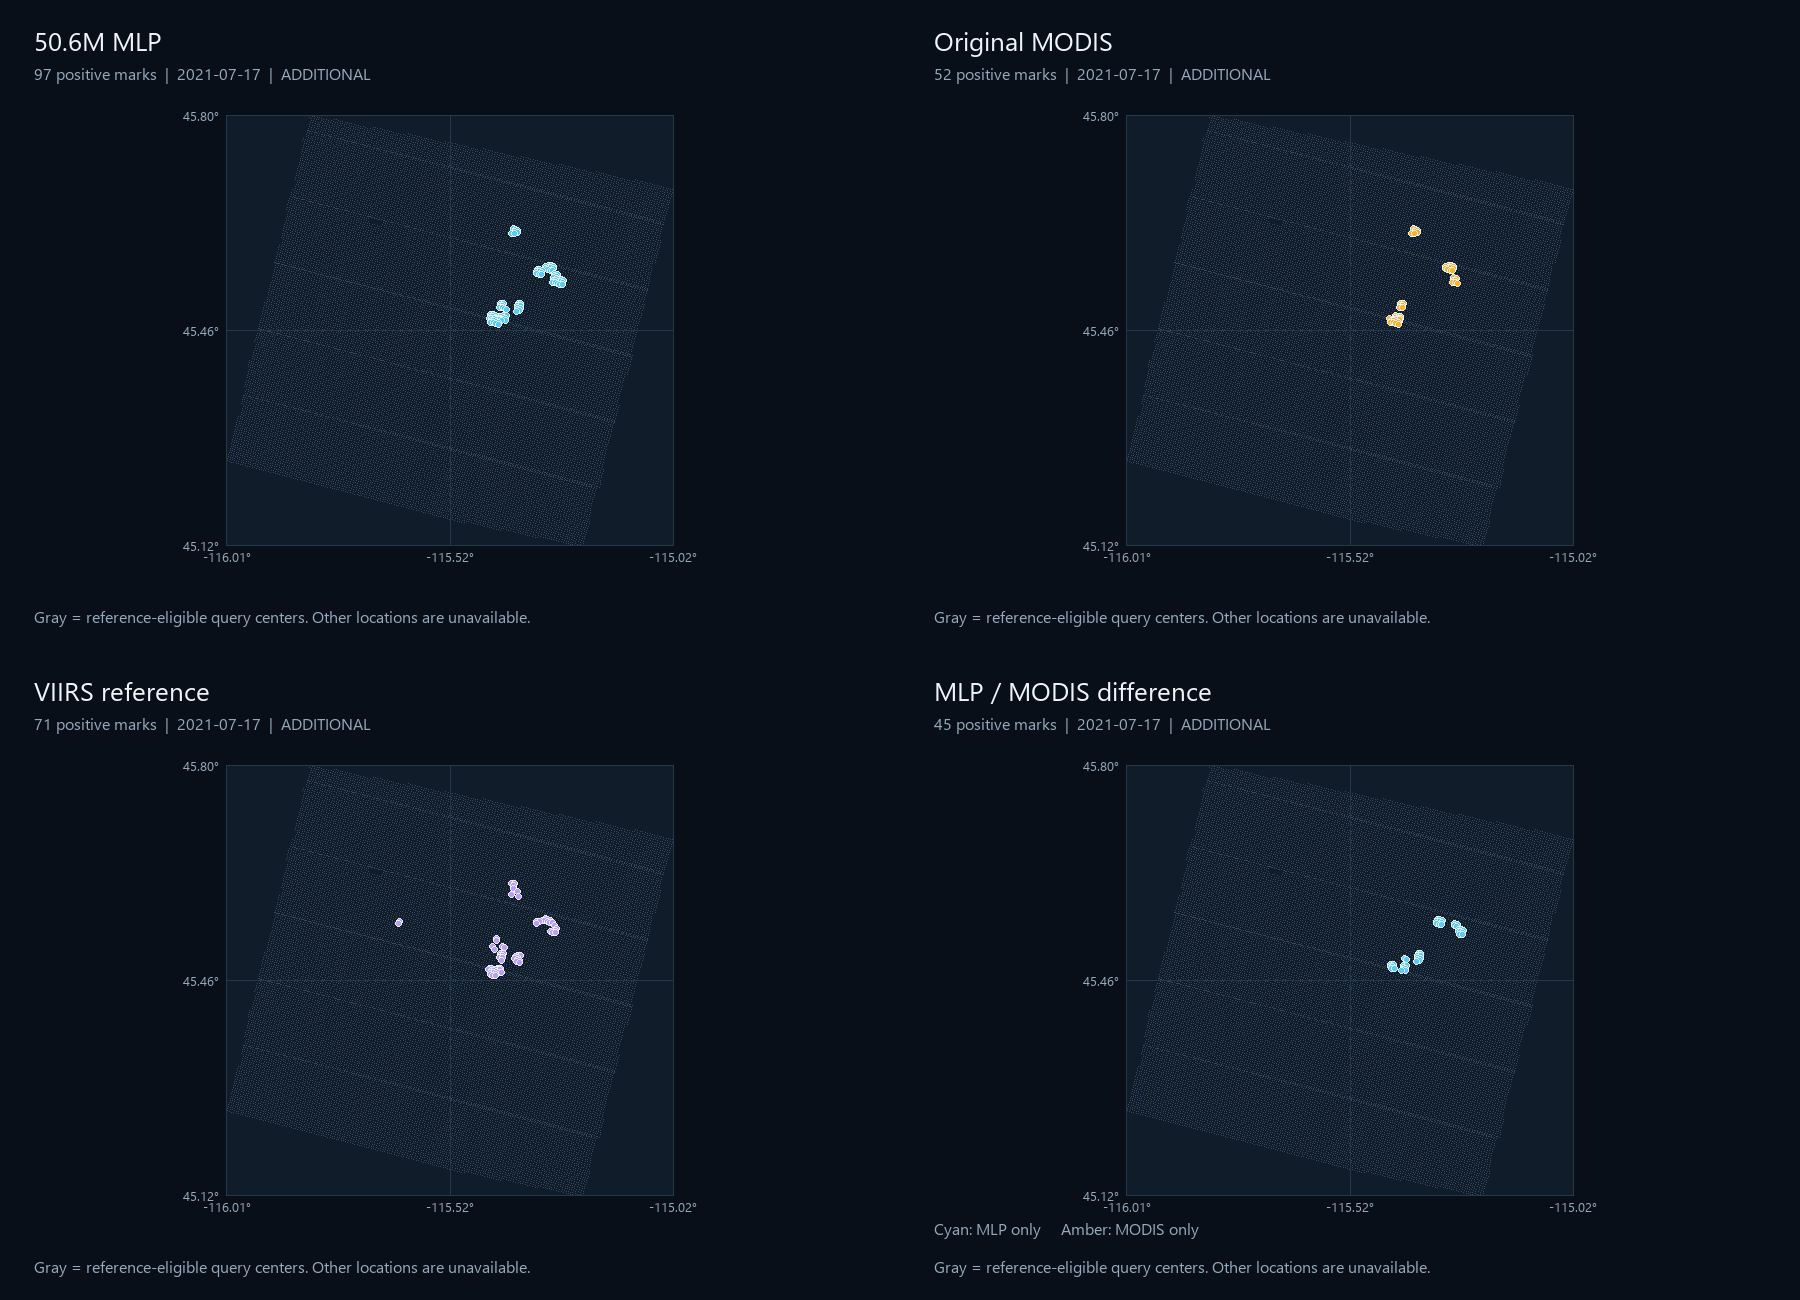 50.6M MLP
97 positive marks | 2021-07-17 | ADDITIONAL
45.80°
45.46°
45.12°
-116.01°
-115.52°
-115.02°
Gray = reference-eligible query centers. Other locations are unavailable.
Original MODIS
52 positive marks | 2021-07-17 | ADDITIONAL
45.80°
45.46°
45.12°
-116.01°
-115.52°
-115.02°
Gray = reference-eligible query centers. Other locations are unavailable.
VIIRS reference
71 positive marks | 2021-07-17 | ADDITIONAL
45.80°
45.46°
45.12°
-116.01°
-115.52°
-115.02°
Gray = reference-eligible query centers. Other locations are unavailable.
MLP / MODIS difference
45 positive marks | 2021-07-17 | ADDITIONAL
45.80°
45.46°
45.12°
-116.01°
-115.52°
-115.02°
Cyan: MLP only Amber: MODIS only
Gray = reference-eligible query centers. Other locations are unavailable.